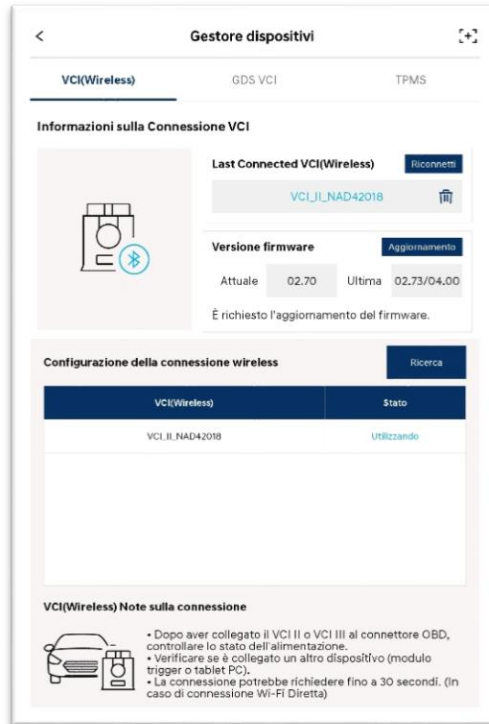 Gestore dispositivi
VCI(Wireless) GDS VCI TPMS
Informazioni sulla Connessione VCI
Last Connected VCI(Wireless) Riconnetti
VCI_II_NAD42018
Versione firmware Aggiornamento
Attuale 02.70 Ultima 02.73/04.00
È richiesto l'aggiornamento del firmware.
Configurazione della connessione wireless Ricerca
VCI(Wireless) Stato
VCI_II_NAD42018 Utilizzando
VCI(Wireless) Note sulla connessione
• Dopo aver collegato il VCI II o VCI III al connettore OBD,
controllare lo stato dell'alimentazione.
• Verificare se è collegato un altro dispositivo (modulo
trigger o tablet PC).
• La connessione potrebbe richiedere fino a 30 secondi. (In
caso di connessione Wi-Fi Diretta)